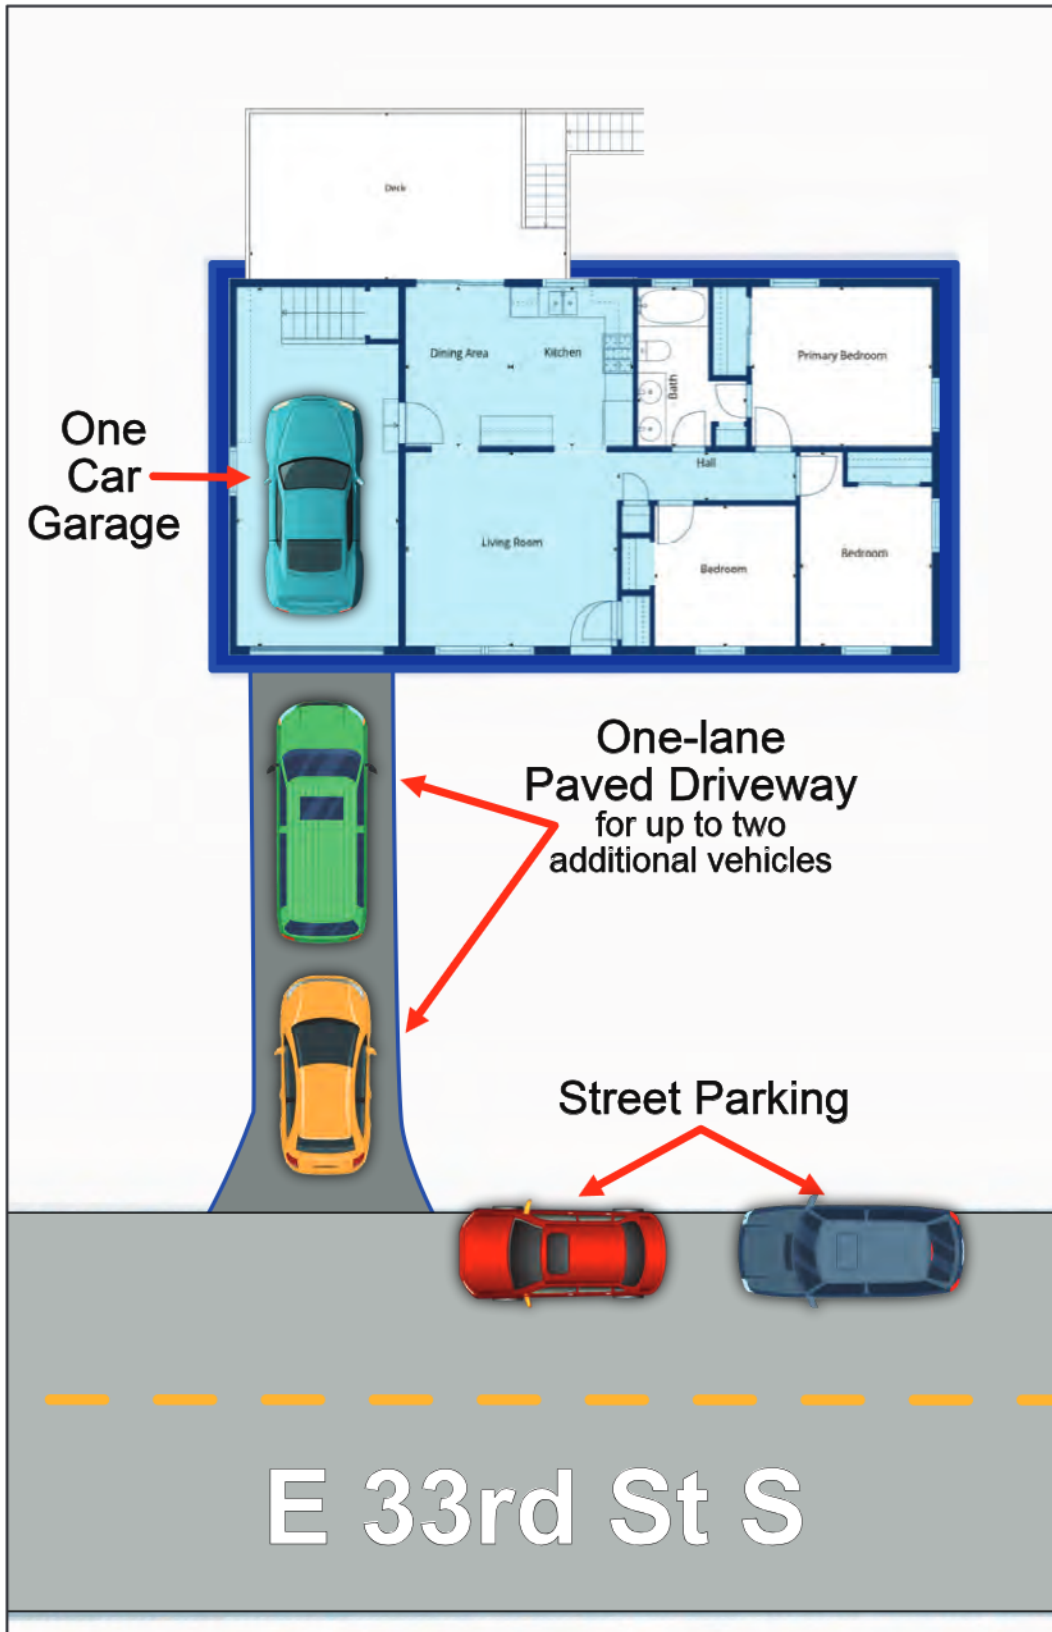 Deck
Dining Area
Kitchen
Bath
Primary Bedroom
One
Car
Garage
Hall
Living Room
Bedroom
Bedroom
One-lane
Paved Driveway
for up to two
additional vehicles
Street Parking
E 33rd St S